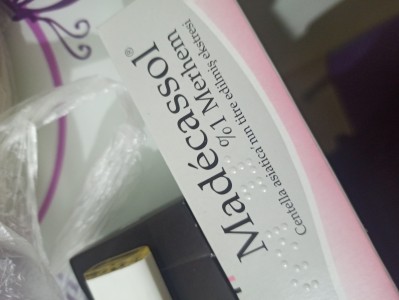 Madécassol®
%1 Merhem
Centella asiatica'nın titre edilmiş ekstresi